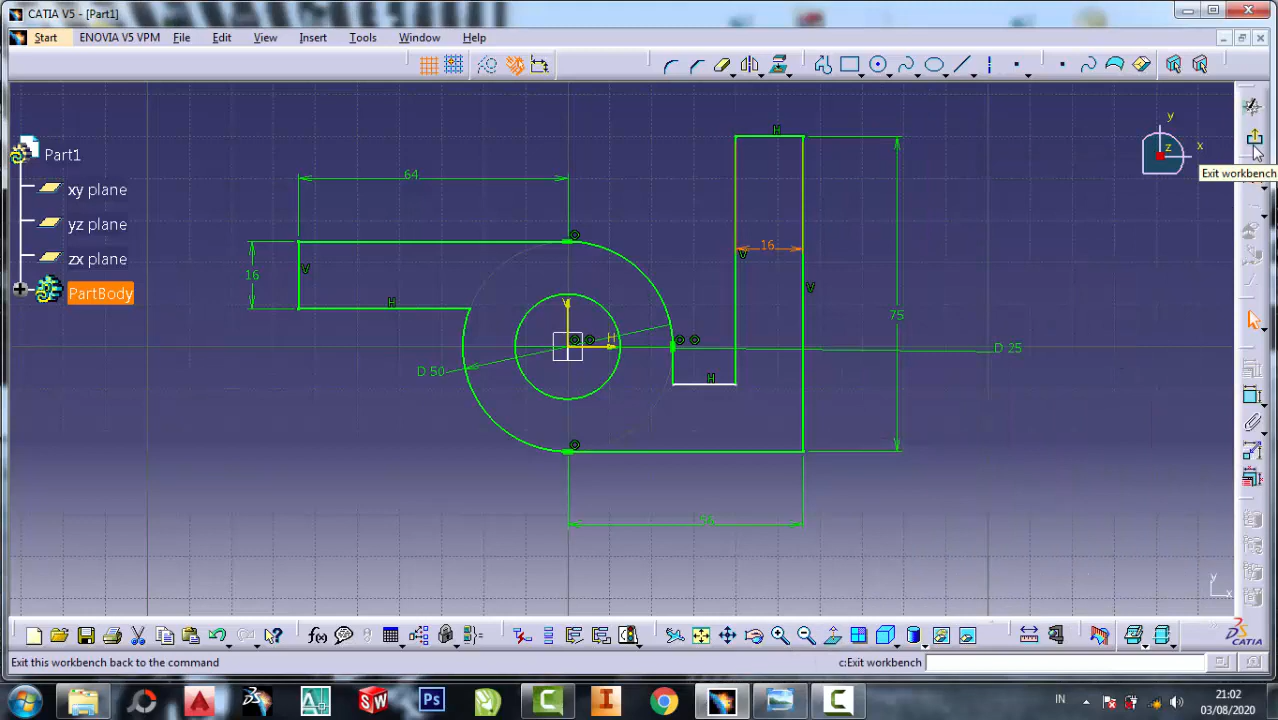 CATIA V5 - [Part1]
Start ENOVIA V5 VPM File Edit View Insert Tools Window Help
y
x
z
Exit workbench
Part1
xy plane
yz plane
zx plane
PartBody
64
H
16
V
H
16
V
V
75
V
H
D 25
D 50
H
56
y
x
f(x)
CATIA
Exit this workbench back to the command
c:Exit workbench
Ps
IN
21:02
03/08/2020